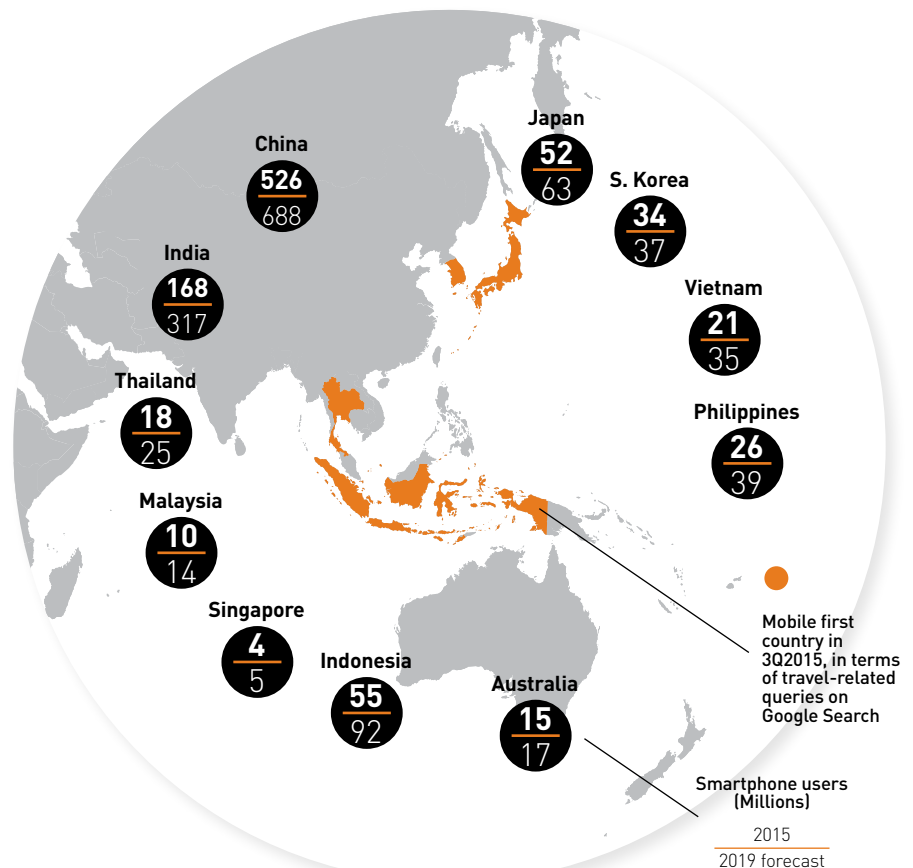 Japan
52
63
China
526
688
S. Korea
34
37
India
168
317
Vietnam
21
35
Thailand
18
25
Philippines
26
39
Malaysia
10
14
Singapore
4
5
Indonesia
55
92
Australia
15
17
Mobile first
country in
3Q2015, in terms
of travel-related
queries on
Google Search
Smartphone users
(Millions)
2015
2019 forecast